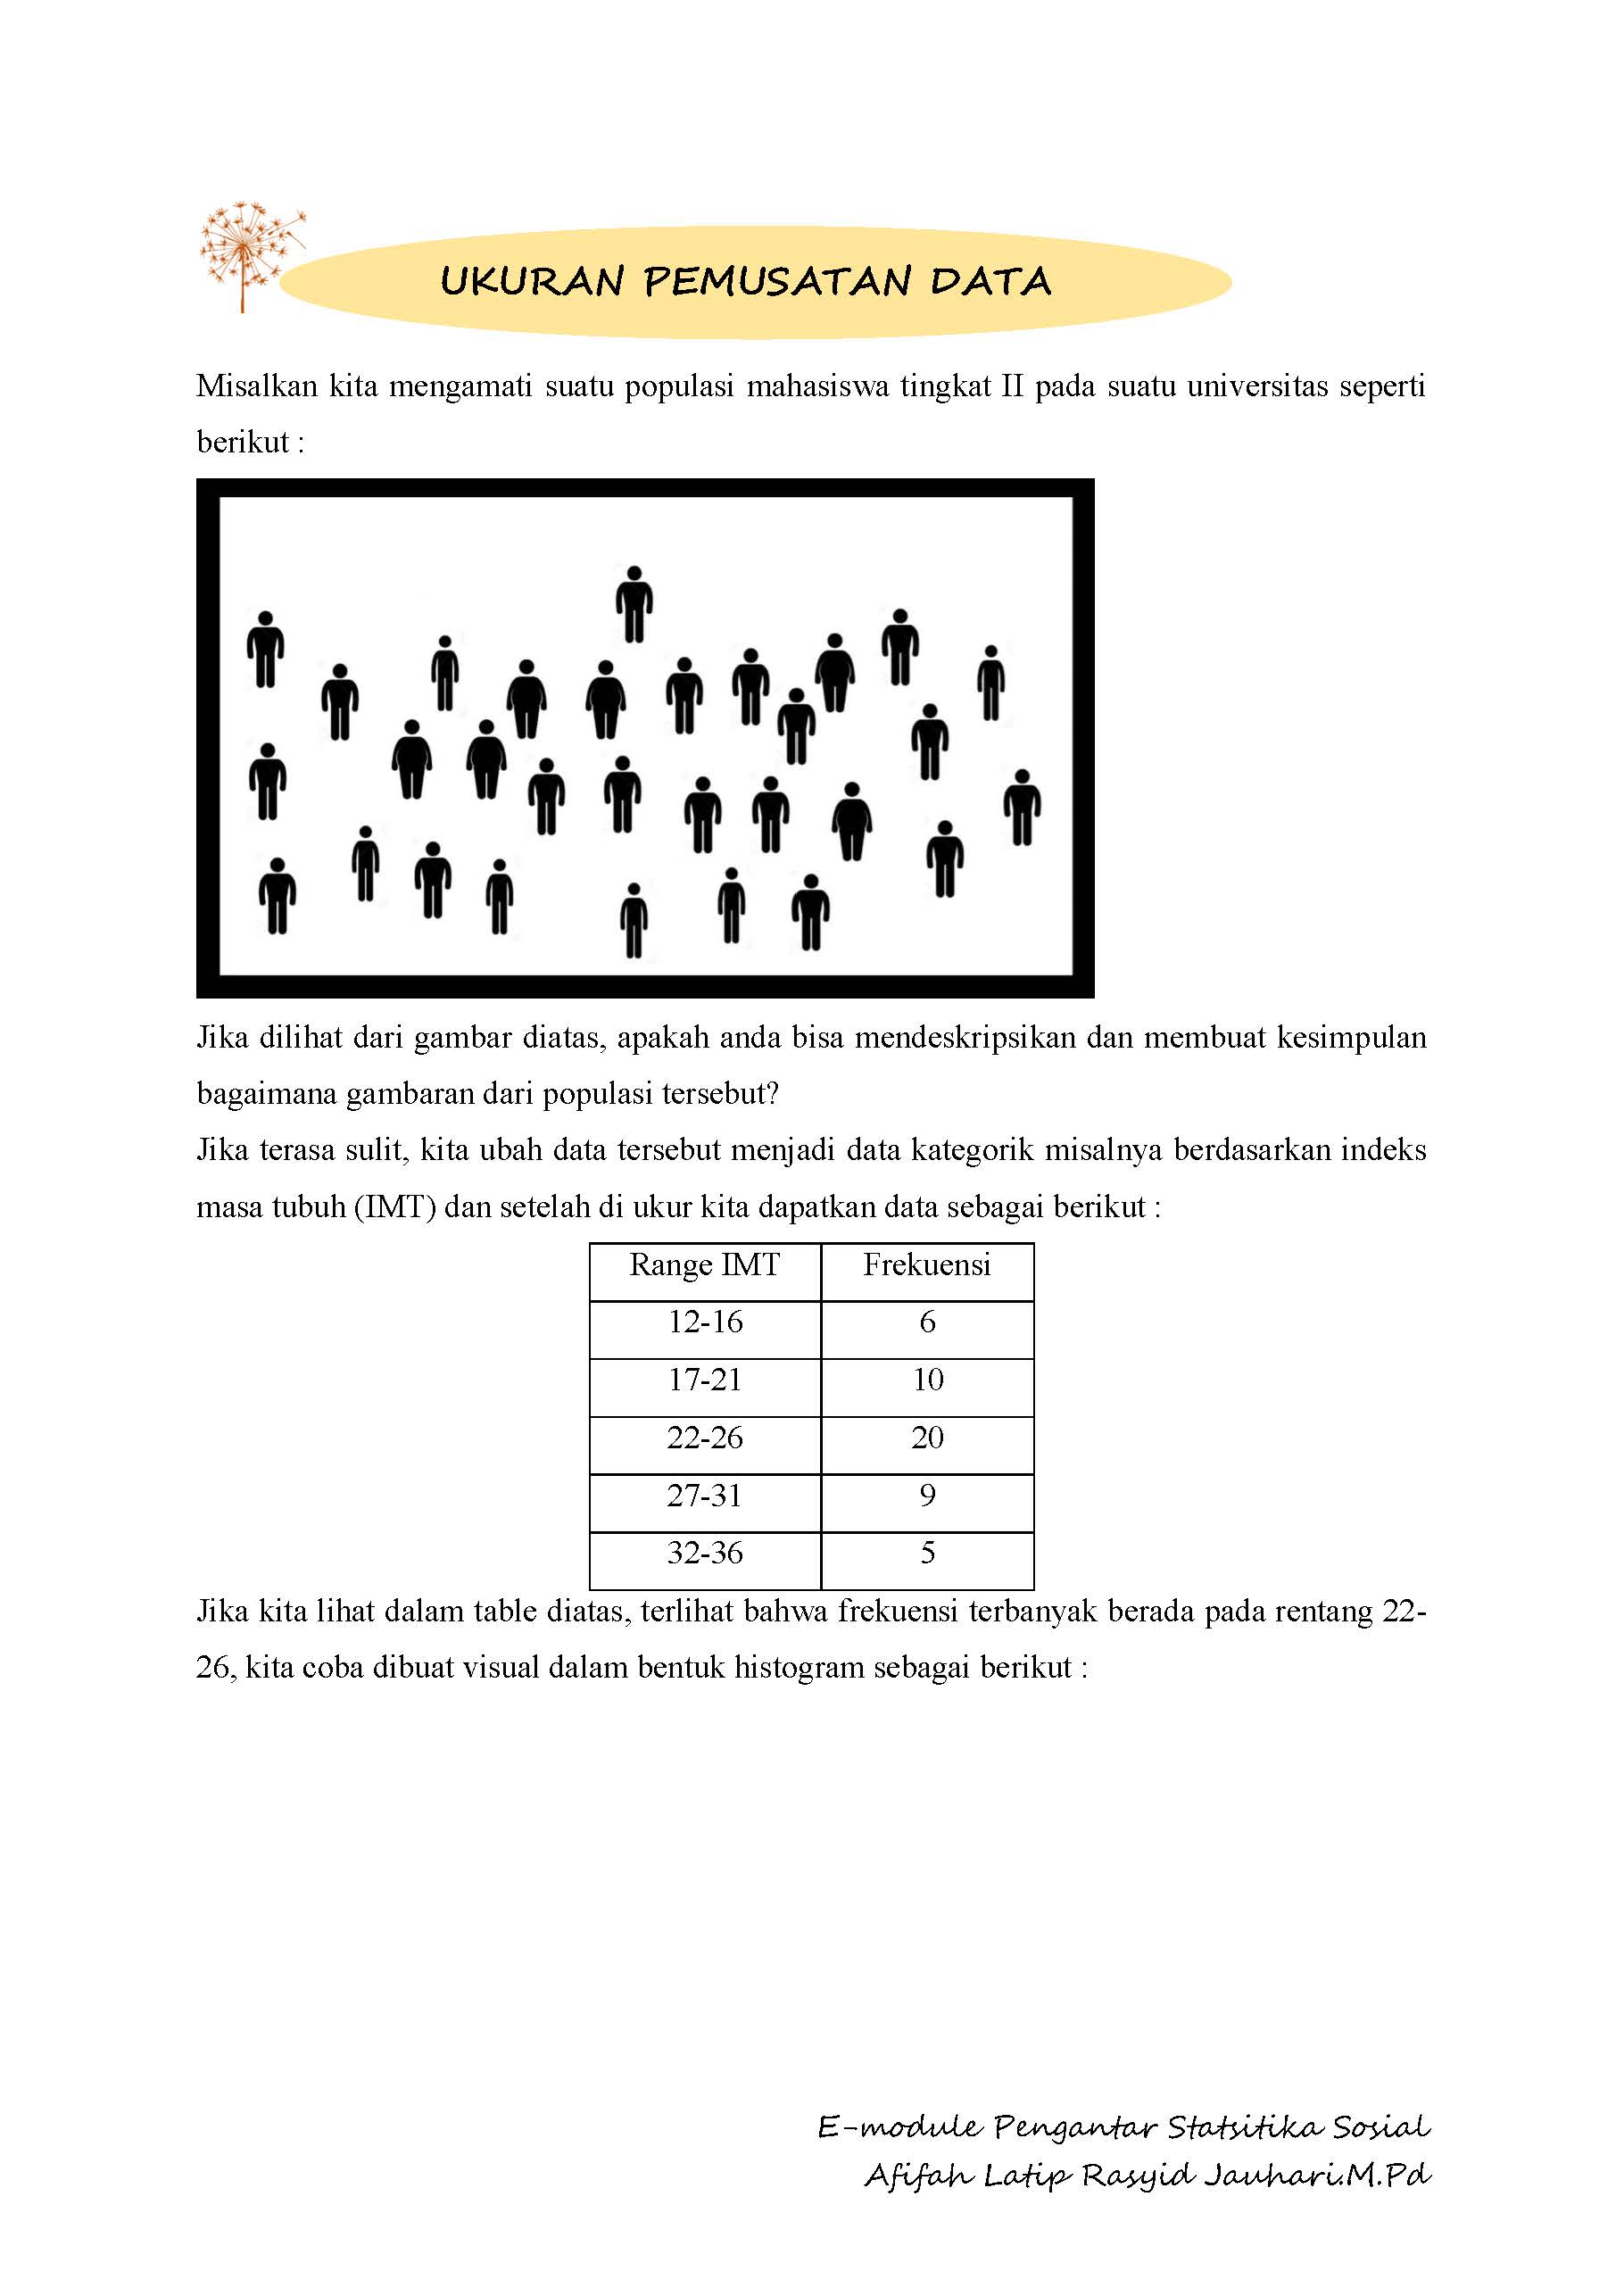 UKURAN PEMUSATAN DATA
Misalkan kita mengamati suatu populasi mahasiswa tingkat II pada suatu universitas seperti
berikut :
Jika dilihat dari gambar diatas, apakah anda bisa mendeskripsikan dan membuat kesimpulan
bagaimana gambaran dari populasi tersebut?
Jika terasa sulit, kita ubah data tersebut menjadi data kategorik misalnya berdasarkan indeks
masa tubuh (IMT) dan setelah di ukur kita dapatkan data sebagai berikut :
Range IMT Frekuensi
12-16 6
17-21 10
22-26 20
27-31 9
32-36 5
Jika kita lihat dalam table diatas, terlihat bahwa frekuensi terbanyak berada pada rentang 22-
26, kita coba dibuat visual dalam bentuk histogram sebagai berikut :
E-module Pengantar Statsitika Sosial
Afifah Latip Rasyid Jauhari.M.Pd